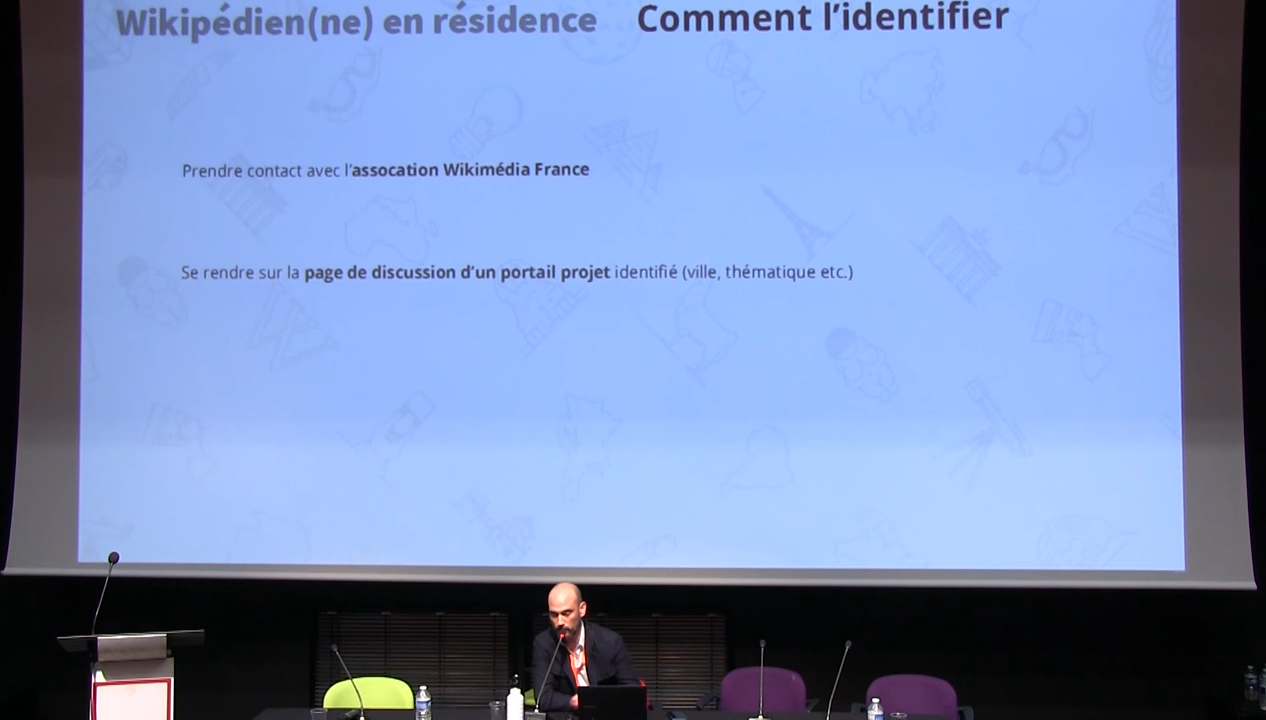 Wikipédien(ne) en résidence Comment l'identifier
Prendre contact avec l'assocation Wikimédia France
Se rendre sur la page de discussion d'un portail projet identifié (ville, thématique etc.)